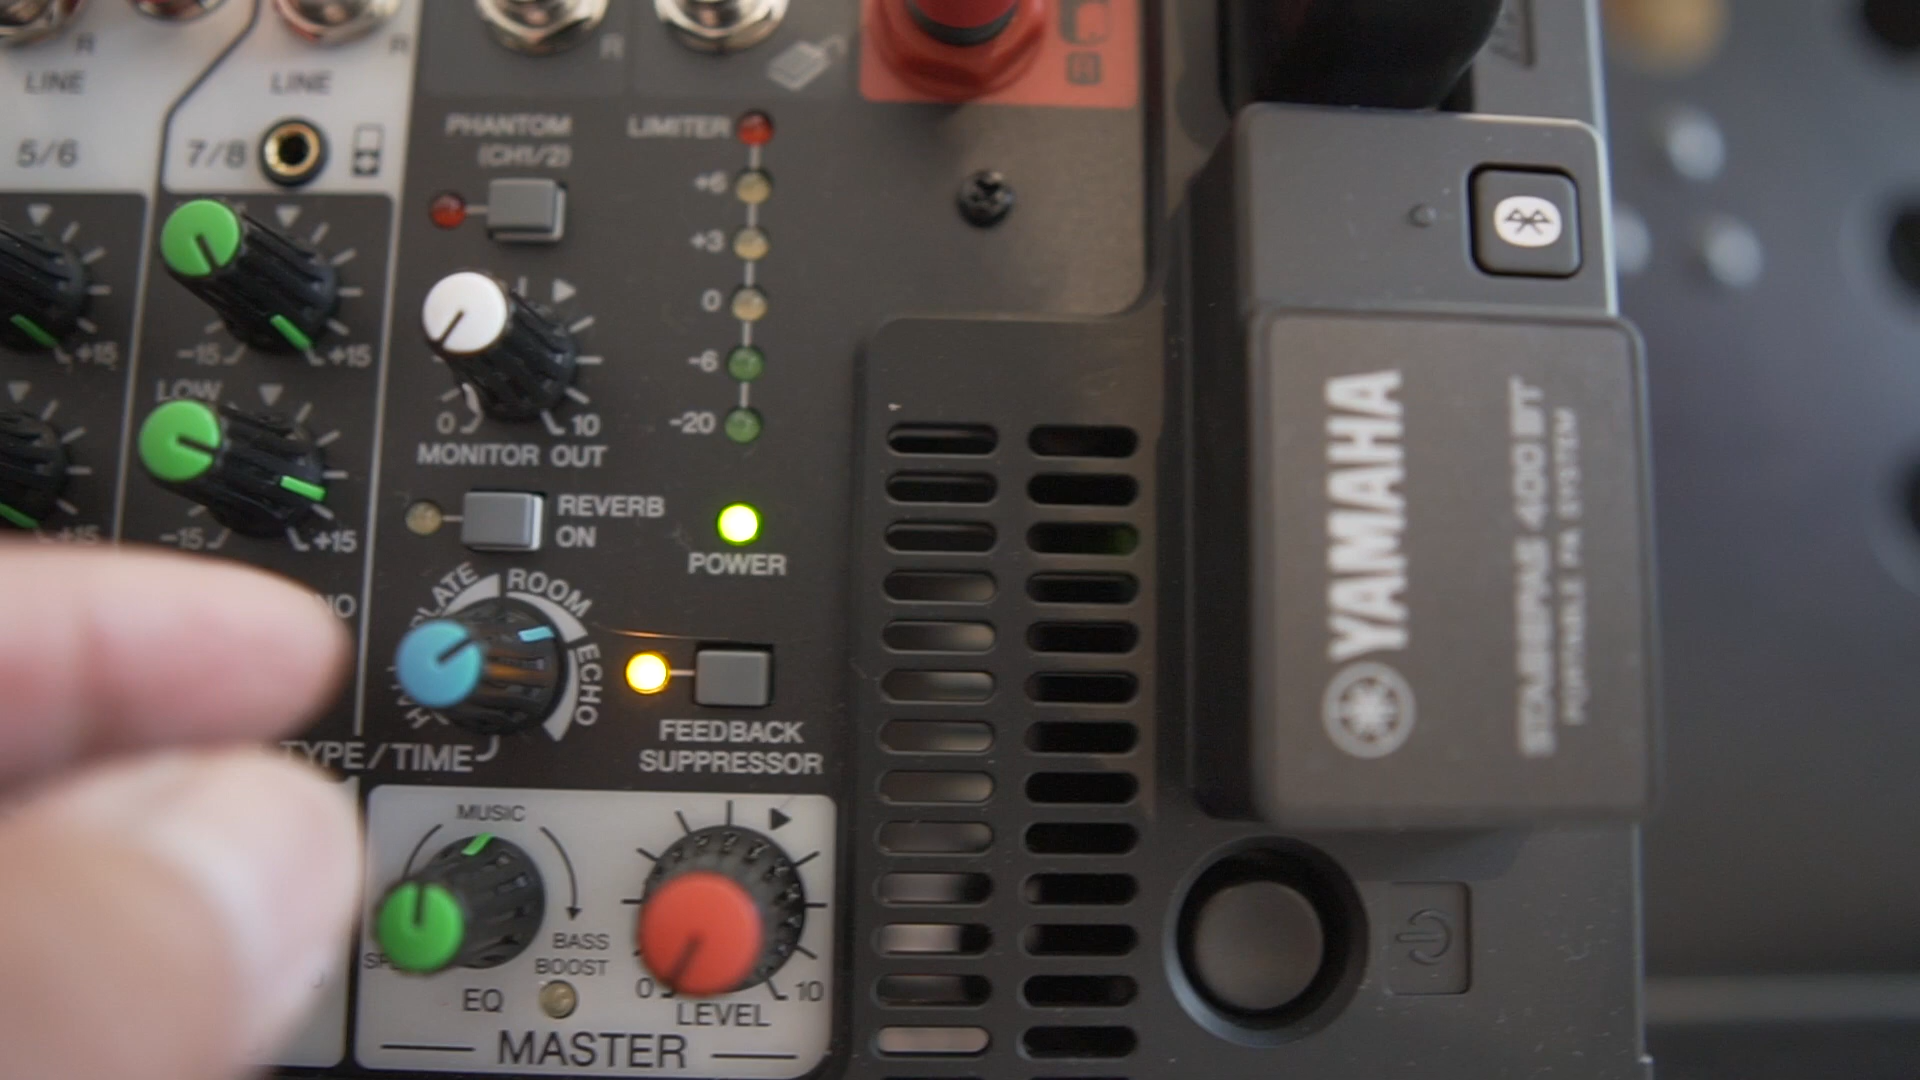 R
R
R
LINE
LINE
5/6
7/8
PHANTOM
(CH1/2)
LIMITER
+6
+3
0
-6
-20
+15
-15
+15
LOW
+15
-15
+15
0
10
MONITOR OUT
REVERB
ON
POWER
ROOM
ECHO
TYPE/TIME
FEEDBACK
SUPPRESSOR
MUSIC
BASS
BOOST
EQ
0
10
LEVEL
MASTER
YAMAHA
STAGEPAS 400BT
PORTABLE PA SYSTEM